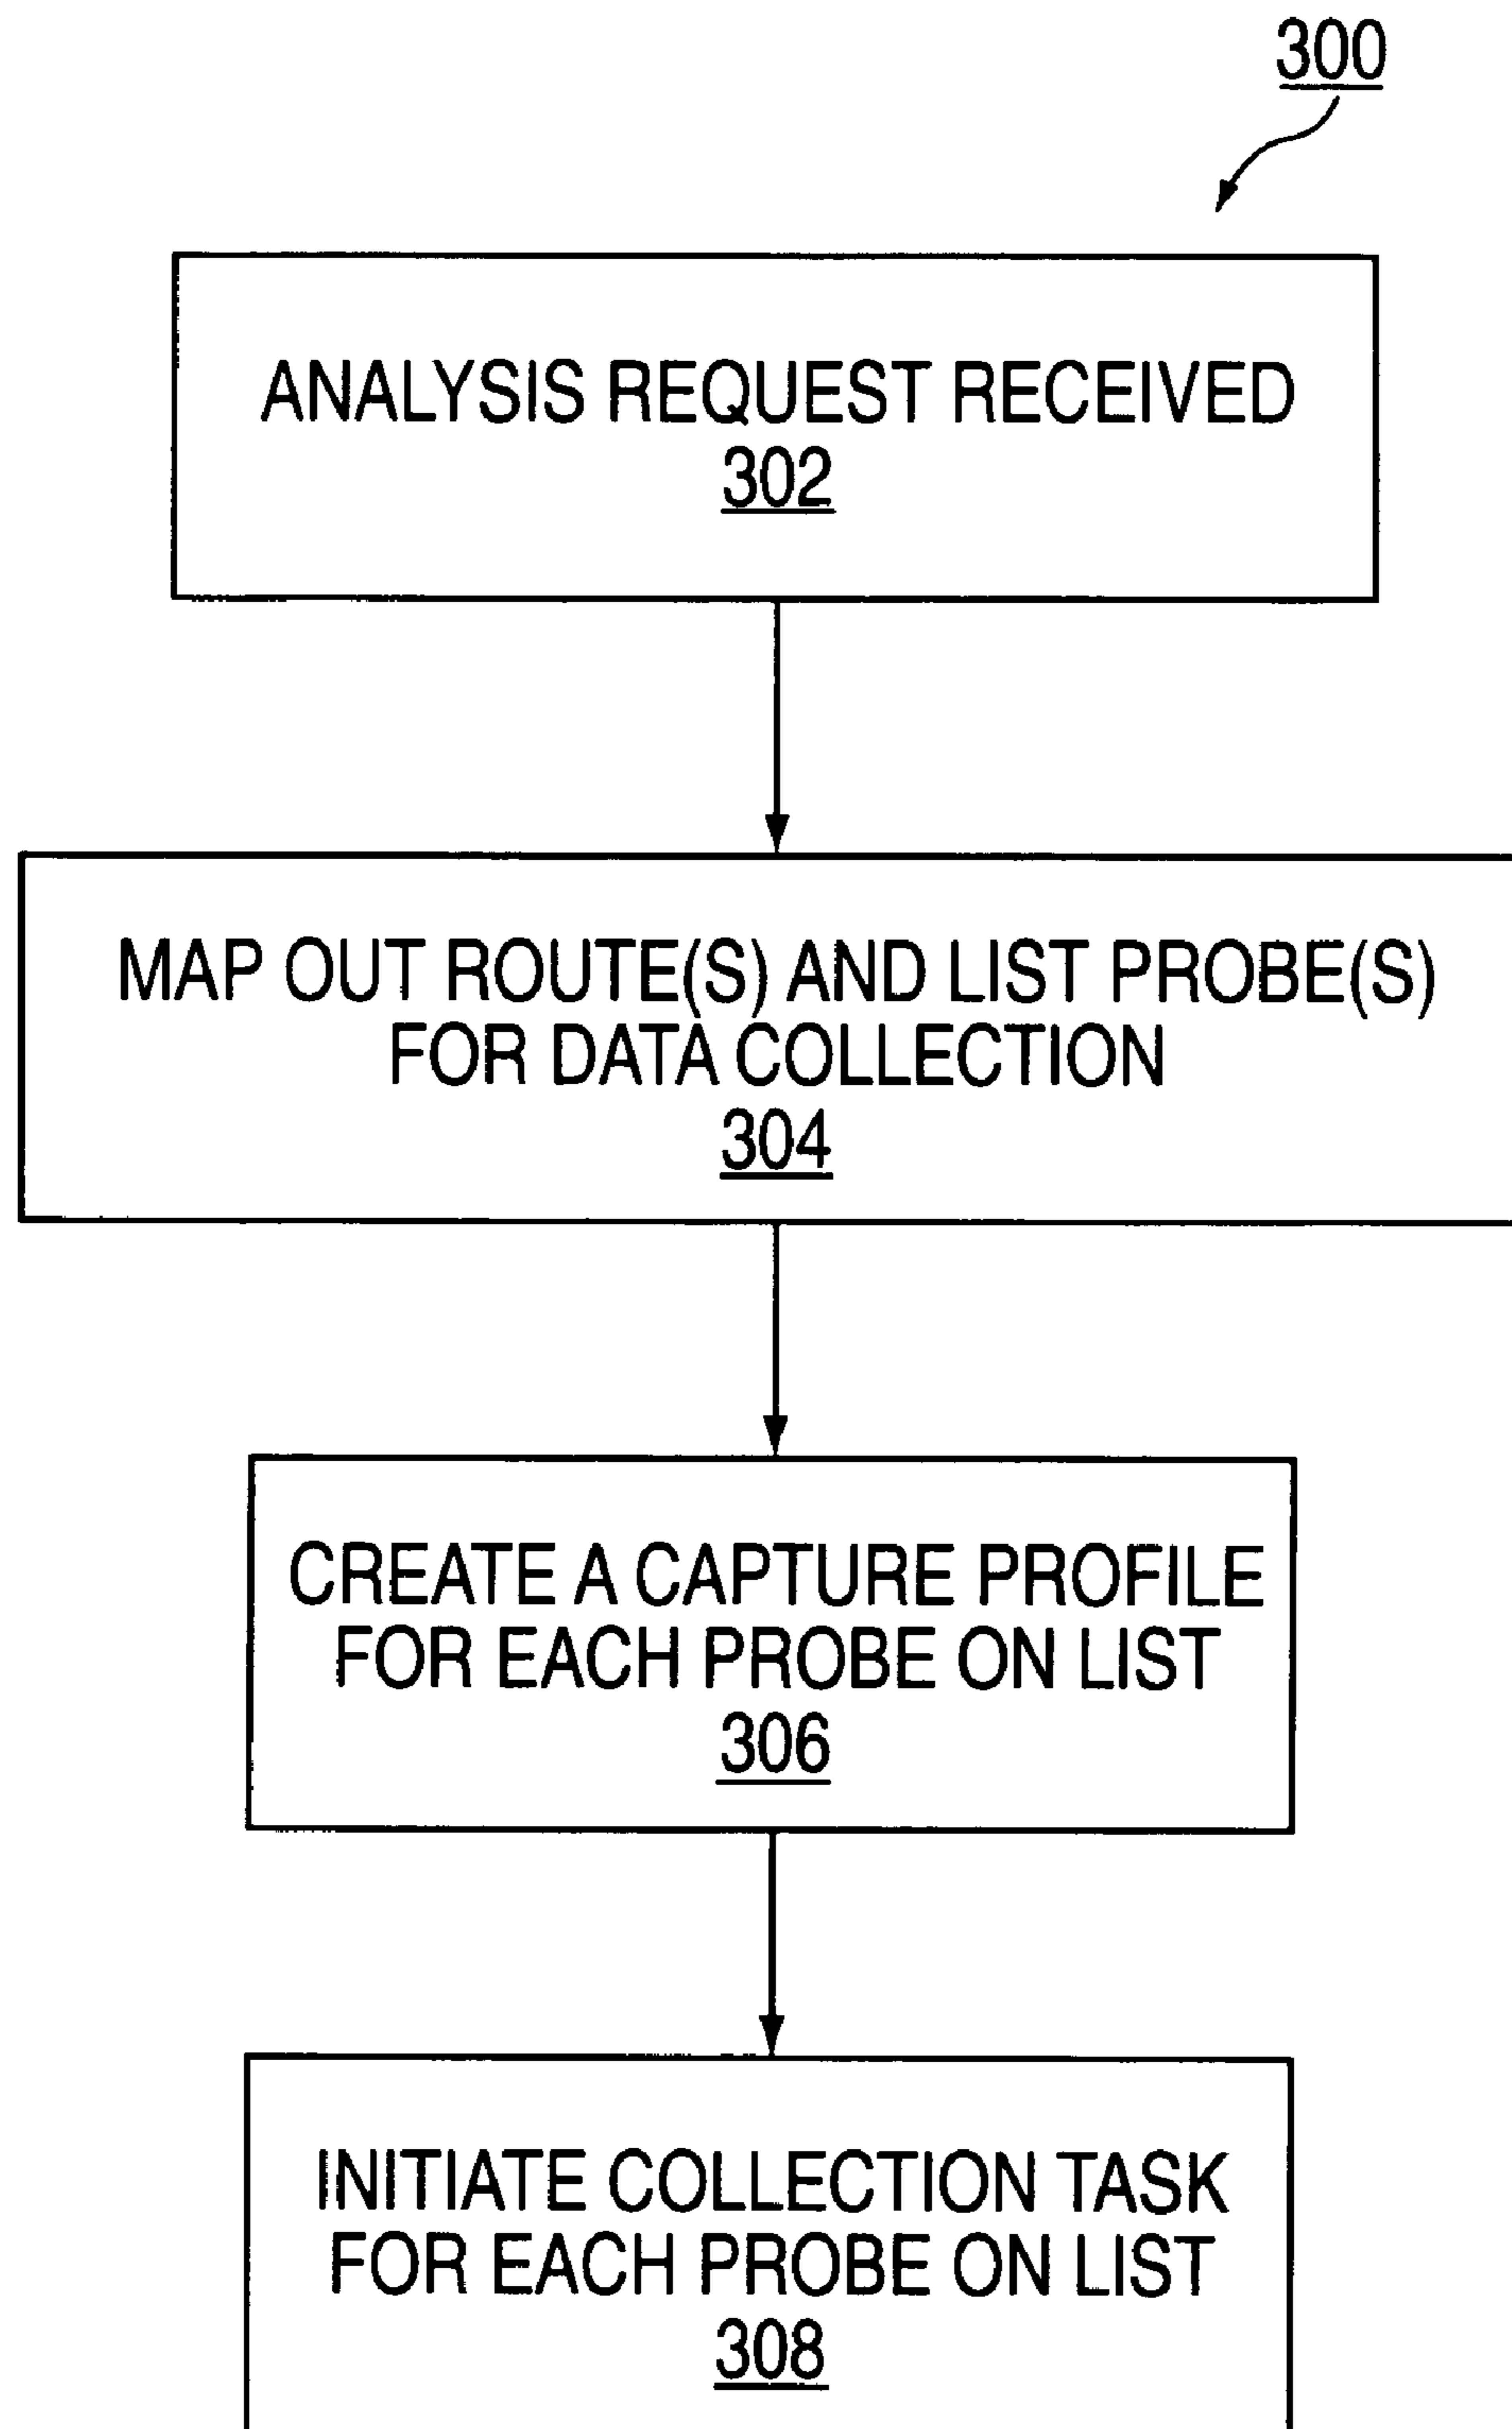 300
ANALYSIS REQUEST RECEIVED
302
MAP OUT ROUTE(S) AND LIST PROBE(S)
FOR DATA COLLECTION
304
CREATE A CAPTURE PROFILE
FOR EACH PROBE ON LIST
306
INITIATE COLLECTION TASK
FOR EACH PROBE ON LIST
308